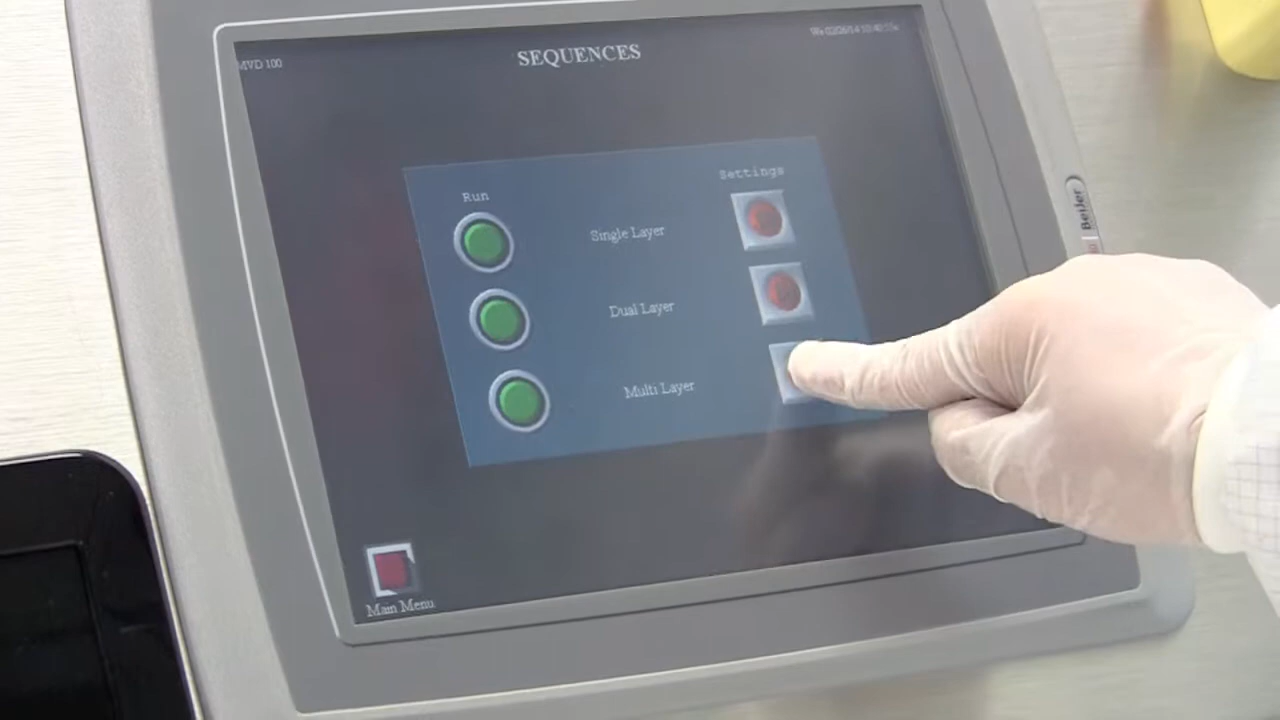 MVD 100
SEQUENCES
Run
Settings
Single Layer
Dual Layer
Multi Layer
Main Menu
BeiJer